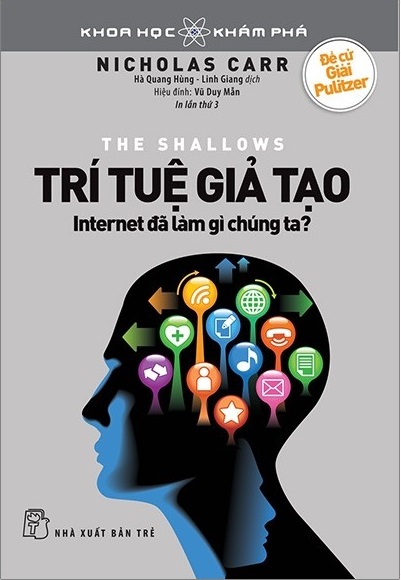 KHOA HỌC KHÁM PHÁ
NICHOLAS CARR
Hà Quang Hùng - Linh Giang dịch
Hiệu đính: Vũ Duy Mẫn
In lần thứ 3
Đề cử
Giải
Pulitzer
THE SHALLOWS
TRÍ TUỆ GIẢ TẠO
Internet đã làm gì chúng ta?
NHÀ XUẤT BẢN TRẺ